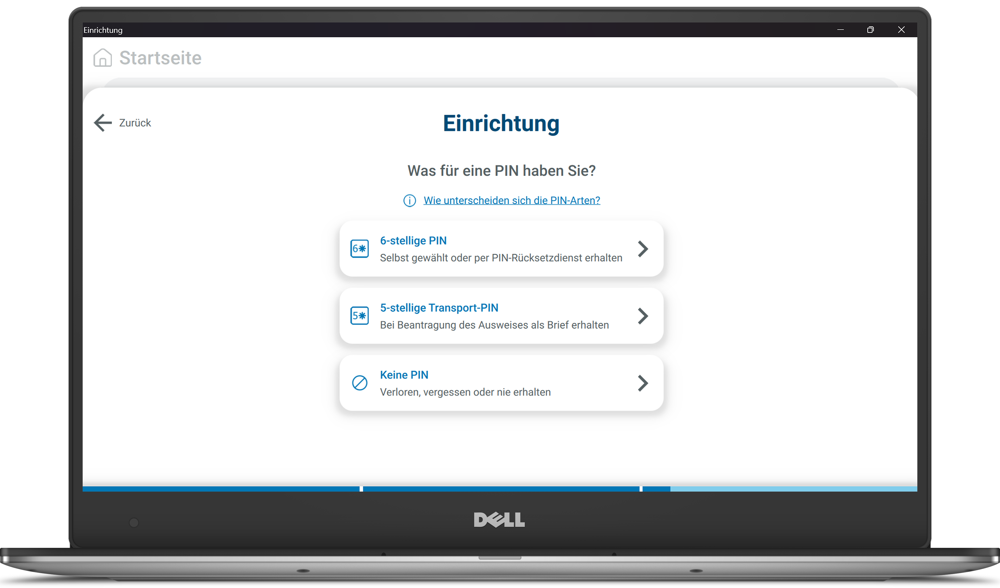 Einrichtung
Startseite
Zurück
Einrichtung
Was für eine PIN haben Sie?
Wie unterscheiden sich die PIN-Arten?
6✱
6-stellige PIN
Selbst gewählt oder per PIN-Rücksetzdienst erhalten
5✱
5-stellige Transport-PIN
Bei Beantragung des Ausweises als Brief erhalten
Keine PIN
Verloren, vergessen oder nie erhalten
DELL